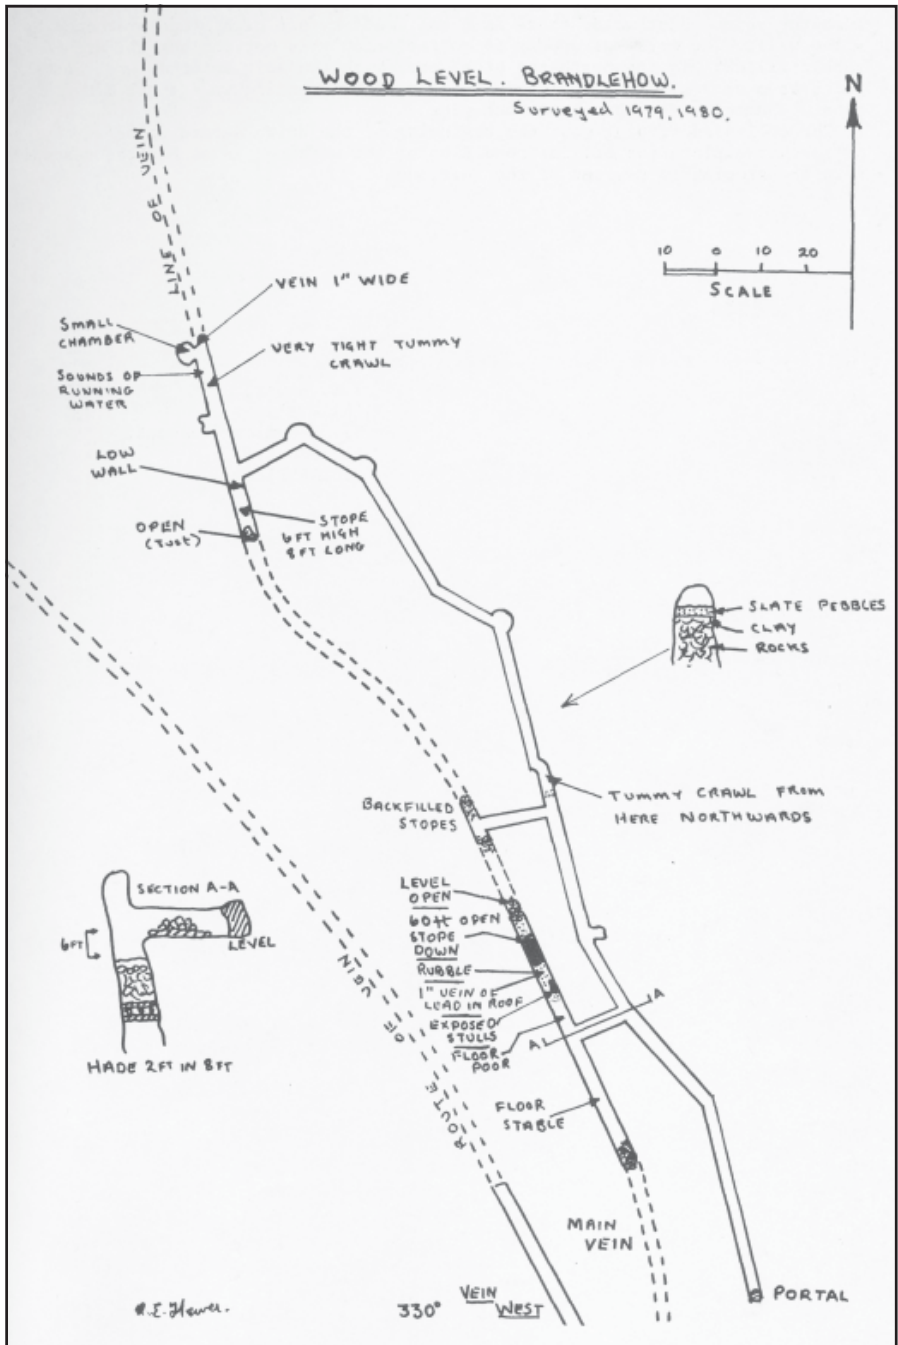 WOOD LEVEL. BRANDLEHOW.
Surveyed 1979, 1980.
N
10 0 10 20
SCALE
LINE OF VEIN
VEIN 1" WIDE
SMALL
CHAMBER
VERY TIGHT TUMMY
CRAWL
SOUNDS OF
RUNNING
WATER
LOW
WALL
OPEN
(JUST)
STOPE
6FT HIGH
8FT LONG
SLATE PEBBLES
CLAY
ROCKS
TUMMY CRAWL FROM
HERE NORTHWARDS
BACKFILLED
STOPES
LEVEL
OPEN
60ft OPEN
STOPE
DOWN
RUBBLE
1" VEIN OF
LEAD IN ROOF
EXPOSED
STULLS
FLOOR
POOR
A
A
SECTION A-A
6FT
LEVEL
HADE 2FT IN 8FT
FLOOR
STABLE
ROUTE OF VEIN
MAIN
VEIN
PORTAL
330° VEIN
WEST